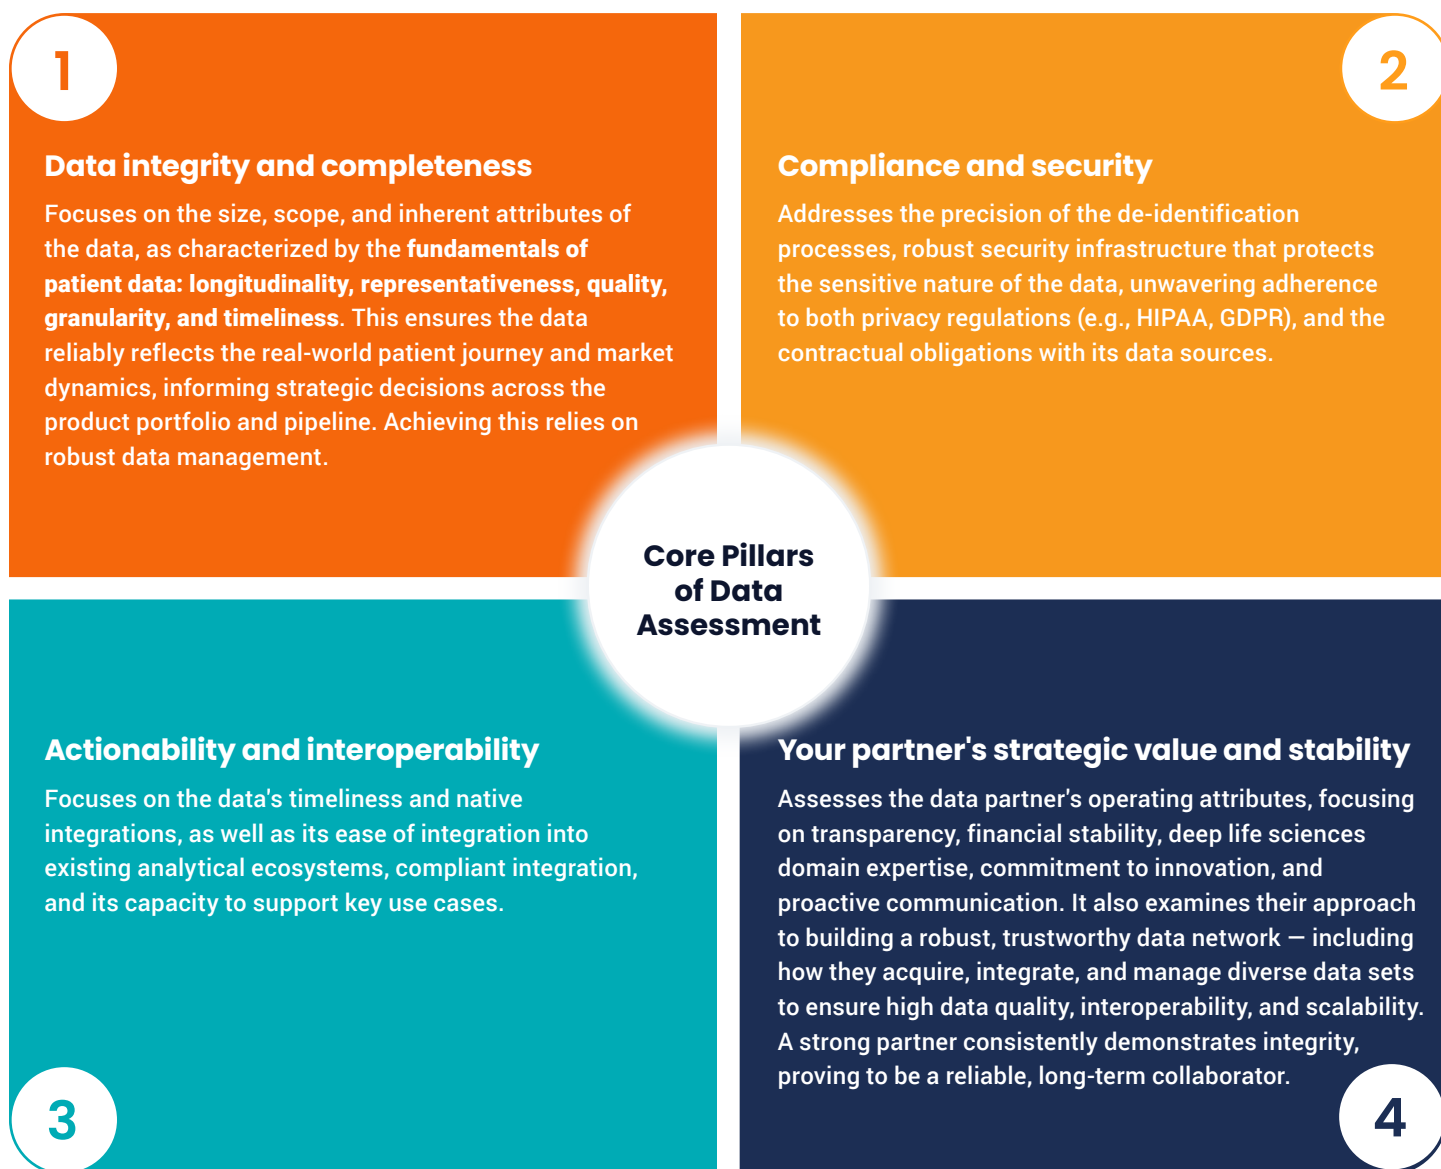 1
Data integrity and completeness
Focuses on the size, scope, and inherent attributes of
the data, as characterized by the fundamentals of
patient data: longitudinality, representativeness, quality,
granularity, and timeliness. This ensures the data
reliably reflects the real-world patient journey and market
dynamics, informing strategic decisions across the
product portfolio and pipeline. Achieving this relies on
robust data management.
2
Compliance and security
Addresses the precision of the de-identification
processes, robust security infrastructure that protects
the sensitive nature of the data, unwavering adherence
to both privacy regulations (e.g., HIPAA, GDPR), and the
contractual obligations with its data sources.
Core Pillars
of Data
Assessment
Actionability and interoperability
Focuses on the data's timeliness and native
integrations, as well as its ease of integration into
existing analytical ecosystems, compliant integration,
and its capacity to support key use cases.
3
Your partner's strategic value and stability
Assesses the data partner's operating attributes, focusing
on transparency, financial stability, deep life sciences
domain expertise, commitment to innovation, and
proactive communication. It also examines their approach
to building a robust, trustworthy data network — including
how they acquire, integrate, and manage diverse data sets
to ensure high data quality, interoperability, and scalability.
A strong partner consistently demonstrates integrity,
proving to be a reliable, long-term collaborator.
4